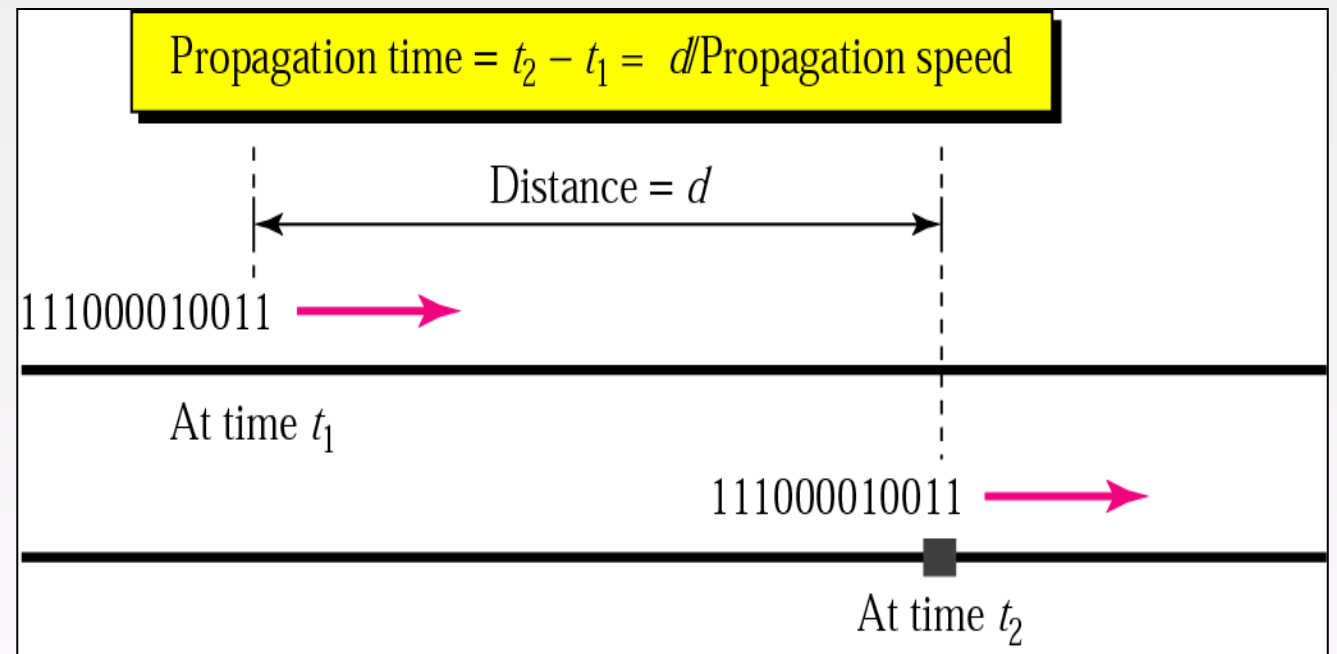 Propagation time = t₂ – t₁ = d/Propagation speed
Distance = d
111000010011
At time t₁
111000010011
At time t₂